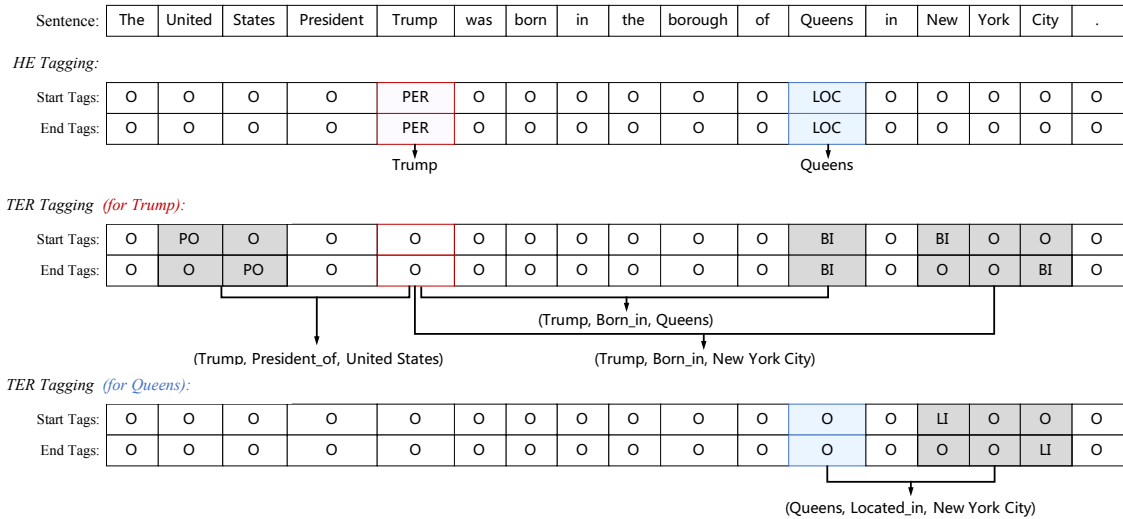 Sentence: The United States President Trump was born in the borough of Queens in New York City .
HE Tagging:
Start Tags: O O O O PER O O O O O O LOC O O O O O
End Tags: O O O O PER O O O O O O LOC O O O O O
Trump Queens
TER Tagging (for Trump):
Start Tags: O PO O O O O O O O O O BI O BI O O O
End Tags: O O PO O O O O O O O O BI O O O BI O
(Trump, Born_in, Queens)
(Trump, President_of, United States) (Trump, Born_in, New York City)
TER Tagging (for Queens):
Start Tags: O O O O O O O O O O O O O LI O O O
End Tags: O O O O O O O O O O O O O O O LI O
(Queens, Located_in, New York City)